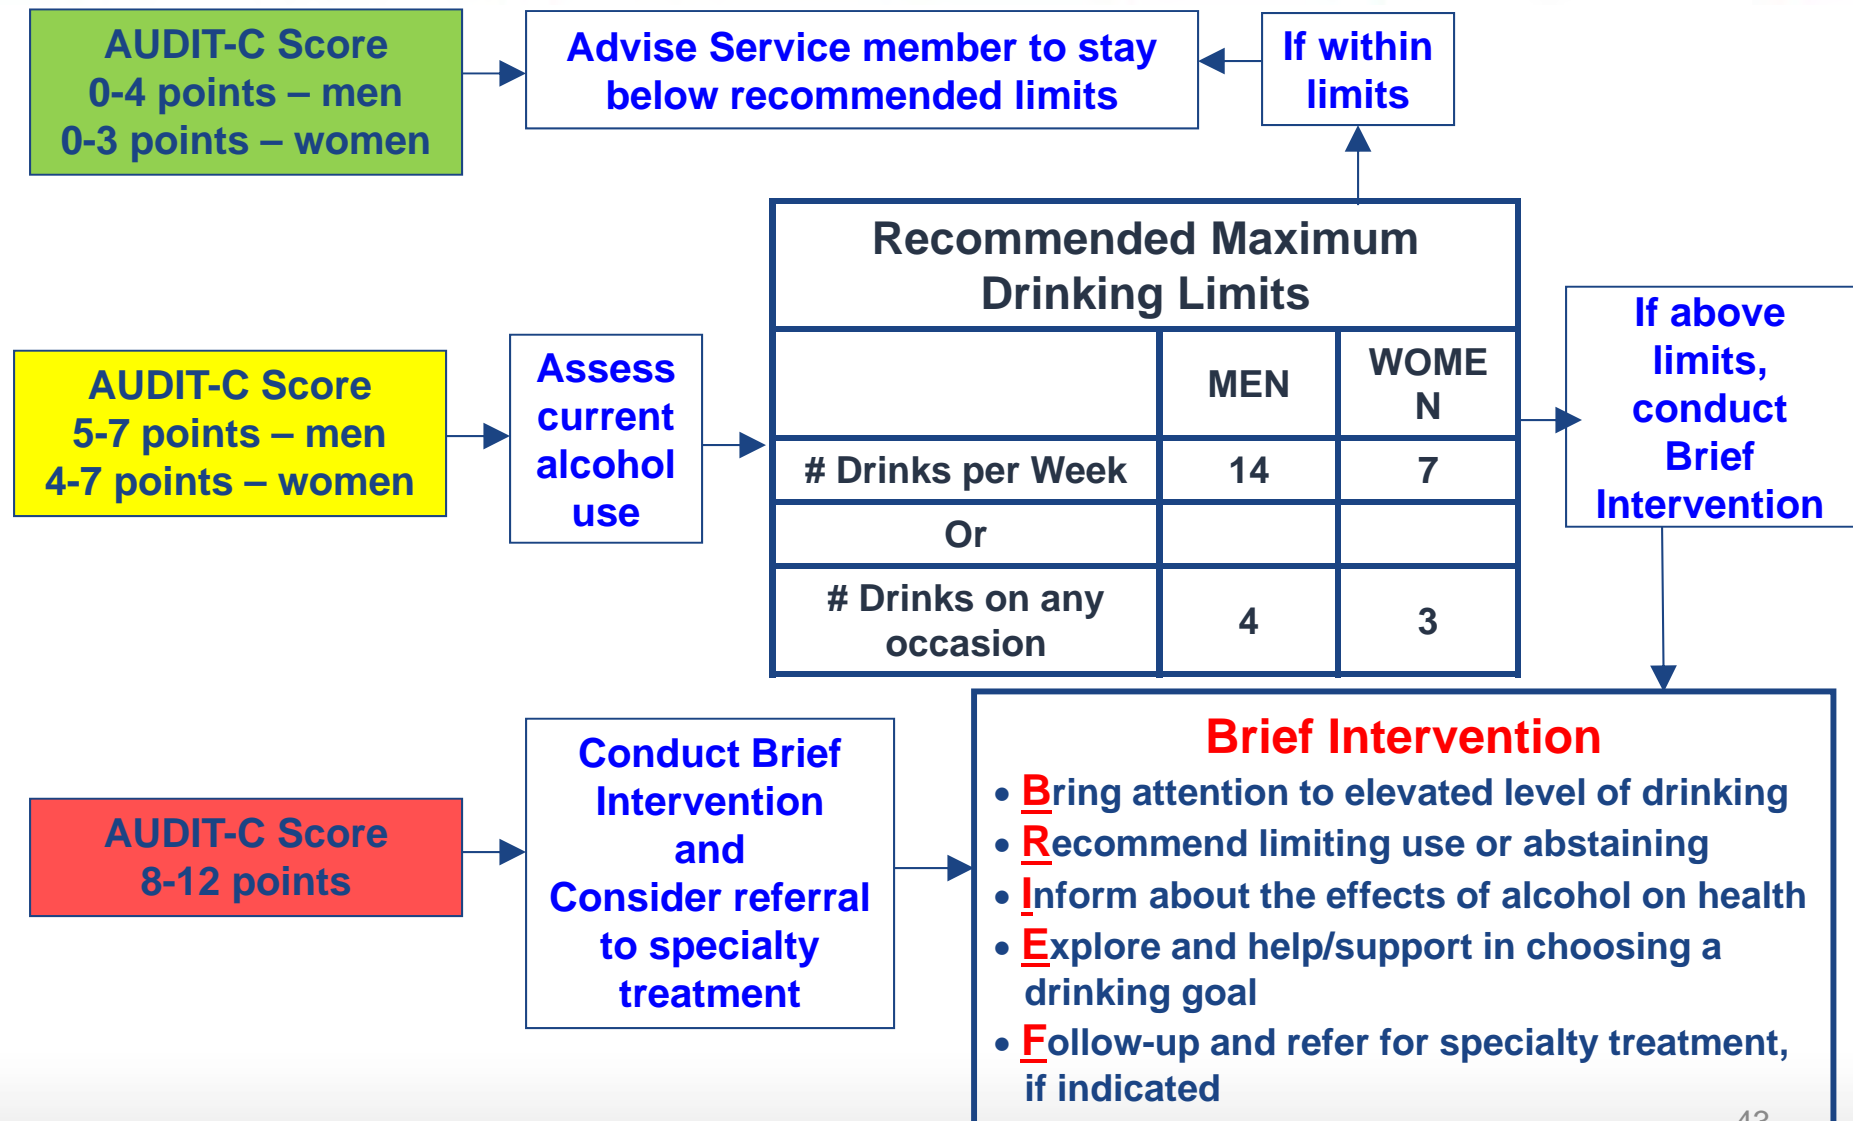 AUDIT-C Score
0-4 points – men
0-3 points – women
Advise Service member to stay
below recommended limits
If within
limits
Recommended Maximum
Drinking Limits
MEN
WOME
N
# Drinks per Week
14
7
Or
# Drinks on any
occasion
4
3
AUDIT-C Score
5-7 points – men
4-7 points – women
Assess
current
alcohol
use
If above
limits,
conduct
Brief
Intervention
AUDIT-C Score
8-12 points
Conduct Brief
Intervention
and
Consider referral
to specialty
treatment
Brief Intervention
• Bring attention to elevated level of drinking
• Recommend limiting use or abstaining
• Inform about the effects of alcohol on health
• Explore and help/support in choosing a
drinking goal
• Follow-up and refer for specialty treatment,
if indicated